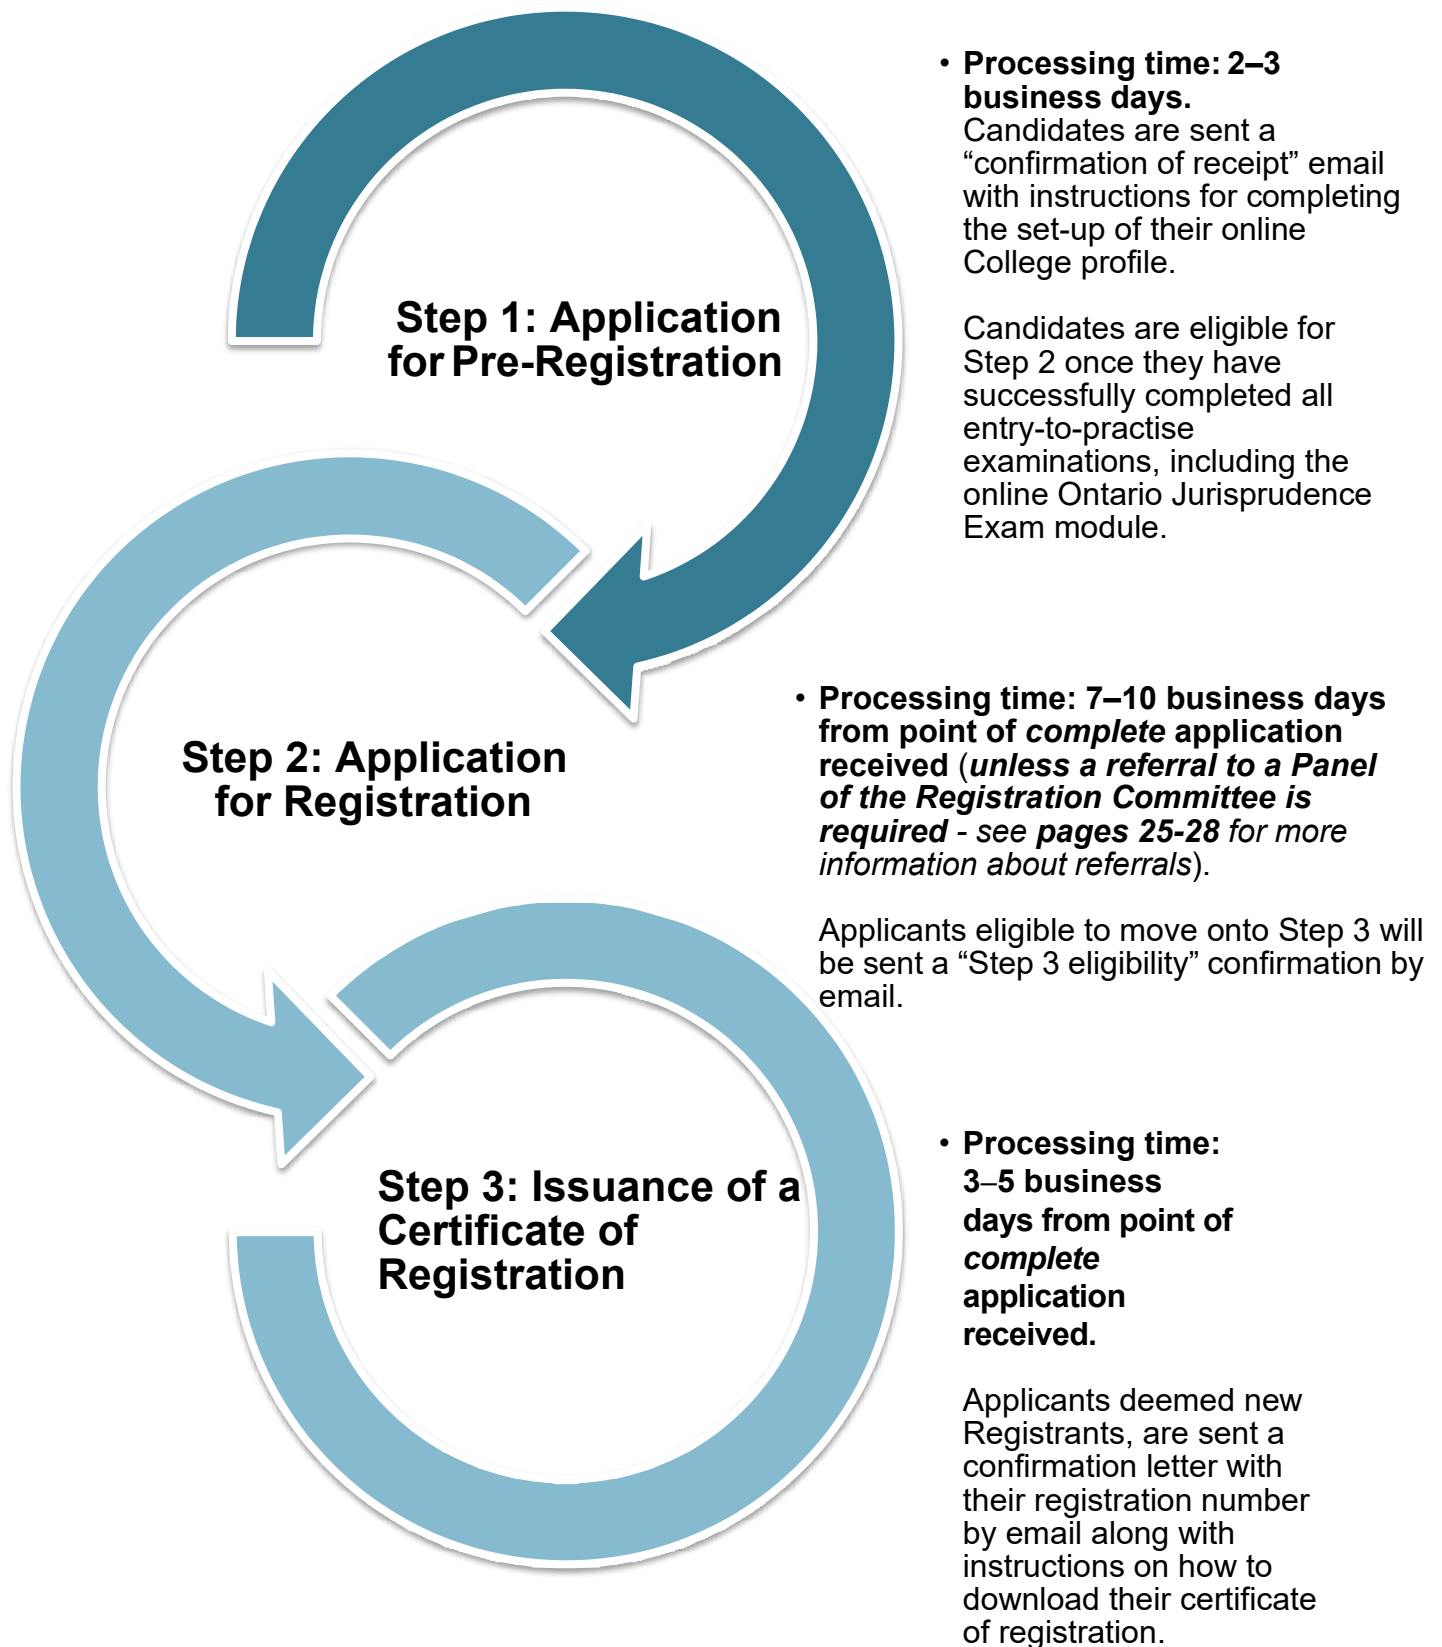 Step 1: Application
for Pre-Registration
• Processing time: 2–3
business days.
Candidates are sent a
“confirmation of receipt” email
with instructions for completing
the set-up of their online
College profile.
Candidates are eligible for
Step 2 once they have
successfully completed all
entry-to-practise
examinations, including the
online Ontario Jurisprudence
Exam module.
Step 2: Application
for Registration
• Processing time: 7–10 business days
from point of complete application
received (unless a referral to a Panel
of the Registration Committee is
required - see pages 25-28 for more
information about referrals).
Applicants eligible to move onto Step 3 will
be sent a “Step 3 eligibility” confirmation by
email.
Step 3: Issuance of a
Certificate of
Registration
• Processing time:
3–5 business
days from point of
complete
application
received.
Applicants deemed new
Registrants, are sent a
confirmation letter with
their registration number
by email along with
instructions on how to
download their certificate
of registration.